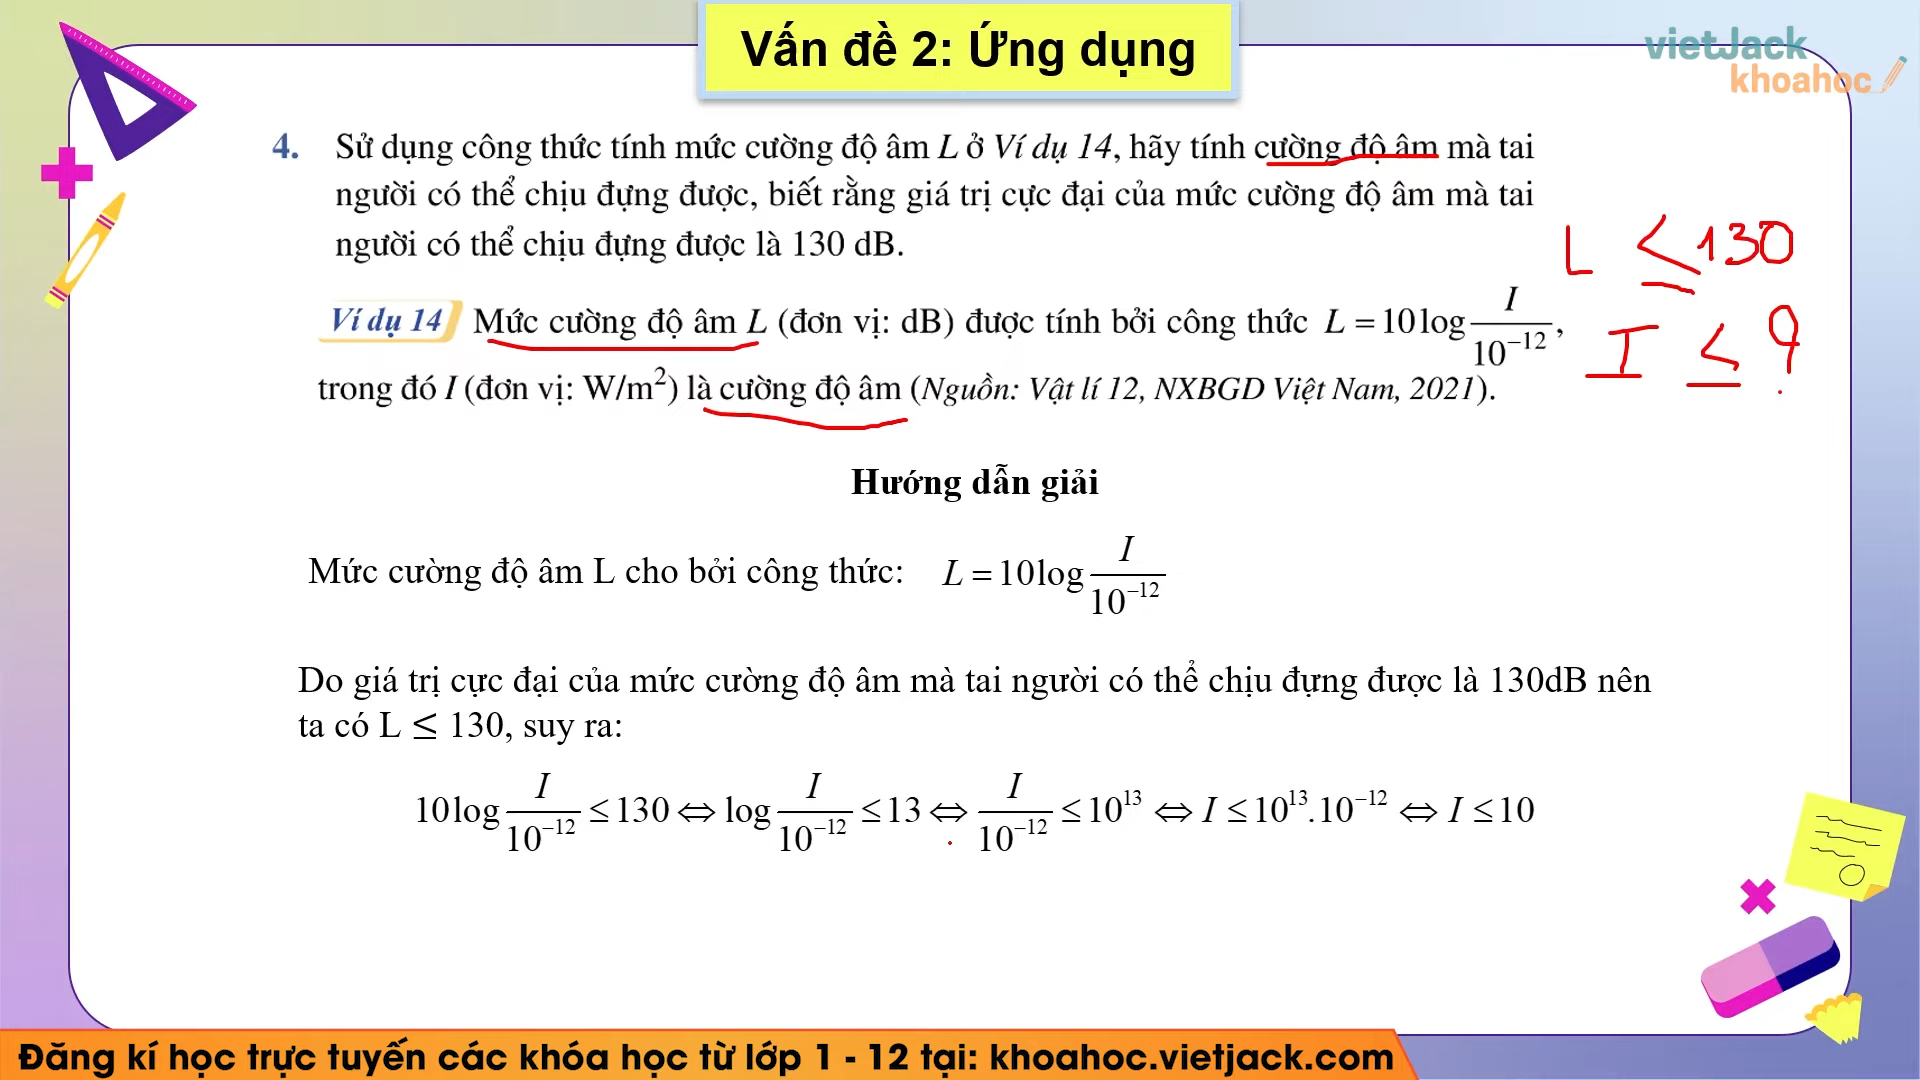 Vấn đề 2: Ứng dụng
vietJack
khoahoc
4. Sử dụng công thức tính mức cường độ âm L ở Ví dụ 14, hãy tính cường độ âm mà tai
người có thể chịu đựng được, biết rằng giá trị cực đại của mức cường độ âm mà tai
người có thể chịu đựng được là 130 dB.
L ≤ 130
Ví dụ 14 Mức cường độ âm L (đơn vị: dB) được tính bởi công thức L = 10 log I/10⁻¹²,
I ≤ ?
trong đó I (đơn vị: W/m²) là cường độ âm (Nguồn: Vật lí 12, NXBGD Việt Nam, 2021).
Hướng dẫn giải
Mức cường độ âm L cho bởi công thức: L = 10 log I/10⁻¹²
Do giá trị cực đại của mức cường độ âm mà tai người có thể chịu đựng được là 130dB nên
ta có L ≤ 130, suy ra:
10 log I/10⁻¹² ≤ 130 ⇔ log I/10⁻¹² ≤ 13 ⇔ I/10⁻¹² ≤ 10¹³ ⇔ I ≤ 10¹³.10⁻¹² ⇔ I ≤ 10
Đăng kí học trực tuyến các khóa học từ lớp 1 - 12 tại: khoahoc.vietjack.com